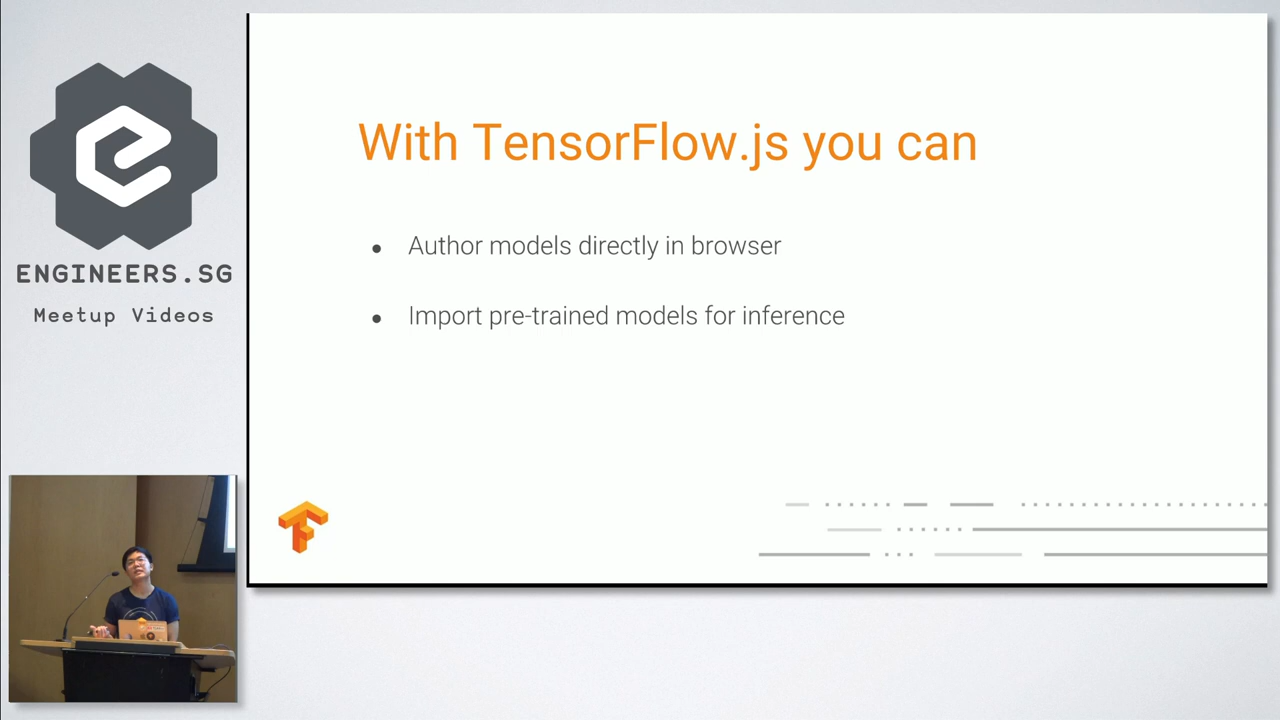 ENGINEERS.SG
Meetup Videos
With TensorFlow.js you can
● Author models directly in browser
● Import pre-trained models for inference